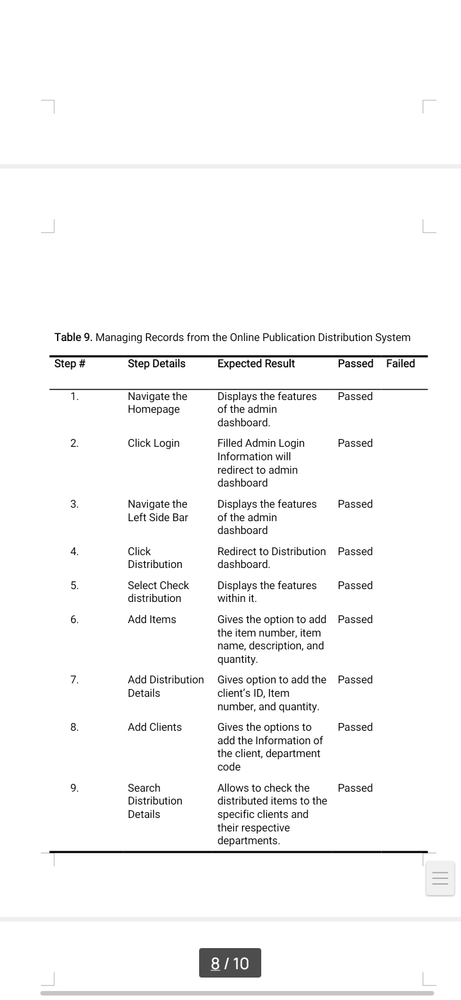 Table 9. Managing Records from the Online Publication Distribution System
Step # Step Details Expected Result Passed Failed
1. Navigate the Displays the features Passed
Homepage of the admin
dashboard.
2. Click Login Filled Admin Login Passed
Information will
redirect to admin
dashboard
3. Navigate the Displays the features Passed
Left Side Bar of the admin
dashboard
4. Click Redirect to Distribution Passed
Distribution dashboard.
5. Select Check Displays the features Passed
distribution within it.
6. Add Items Gives the option to add Passed
the item number, item
name, description, and
quantity.
7. Add Distribution Gives option to add the Passed
Details client’s ID, Item
number, and quantity.
8. Add Clients Gives the options to Passed
add the Information of
the client, department
code
9. Search Allows to check the Passed
Distribution distributed items to the
Details specific clients and
their respective
departments.
8 / 10